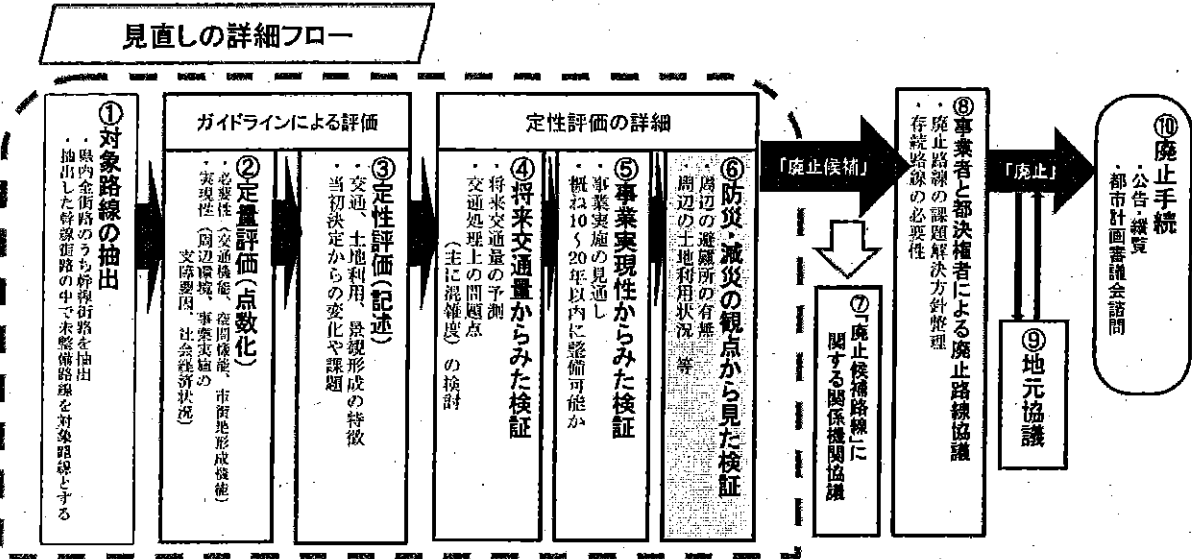 見直しの詳細フロー
①対象路線の抽出
・県内全街路のうち幹線街路を抽出
・抽出した幹線街路の中で未整備路線を対象路線とする
ガイドラインによる評価
②定量評価(点数化)
・必要性(交通機能、空間機能、市街地形成機能)
・実現性(周辺環境、事業実施の
支障要因、社会経済状況)
③定性評価(記述)
・交通、土地利用、景観形成の特徴
・当初決定からの変化や課題
定性評価の詳細
④将来交通量からみた検証
・将来交通量の予測
・交通処理上の問題点
(主に混雑度)の検討
⑤事業実現性からみた検証
・事業実施の見通し
・概ね10～20年以内に整備可能か
⑥防災・減災の観点から見た検証
・周辺の避難所の有無
・周辺の土地利用状況 等
「廃止候補」
⑦「廃止候補路線」に
関する関係機関協議
⑧事業者と都決権者による廃止路線協議
・廃止路線の課題解決方針整理
・存続路線の必要性
「廃止」
⑨地元協議
⑩廃止手続
・公告・縦覧
・都市計画審議会諮問